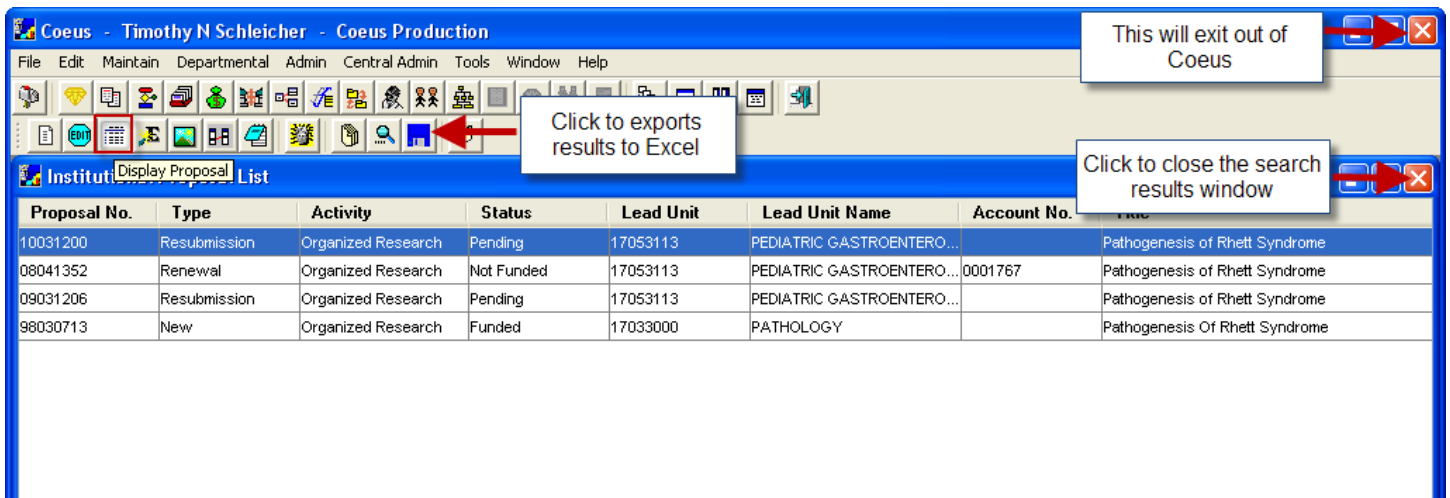 Coeus - Timothy N Schleicher - Coeus Production
This will exit out of
Coeus
File Edit Maintain Departmental Admin Central Admin Tools Window Help
EDIT
Click to exports
results to Excel
Display Proposal
List
Click to close the search
results window
Proposal No. Type Activity Status Lead Unit Lead Unit Name Account No. Title
10031200 Resubmission Organized Research Pending 17053113 PEDIATRIC GASTROENTERO... Pathogenesis of Rhett Syndrome
08041352 Renewal Organized Research Not Funded 17053113 PEDIATRIC GASTROENTERO... 0001767 Pathogenesis of Rhett Syndrome
09031206 Resubmission Organized Research Pending 17053113 PEDIATRIC GASTROENTERO... Pathogenesis of Rhett Syndrome
98030713 New Organized Research Funded 17033000 PATHOLOGY Pathogenesis Of Rhett Syndrome